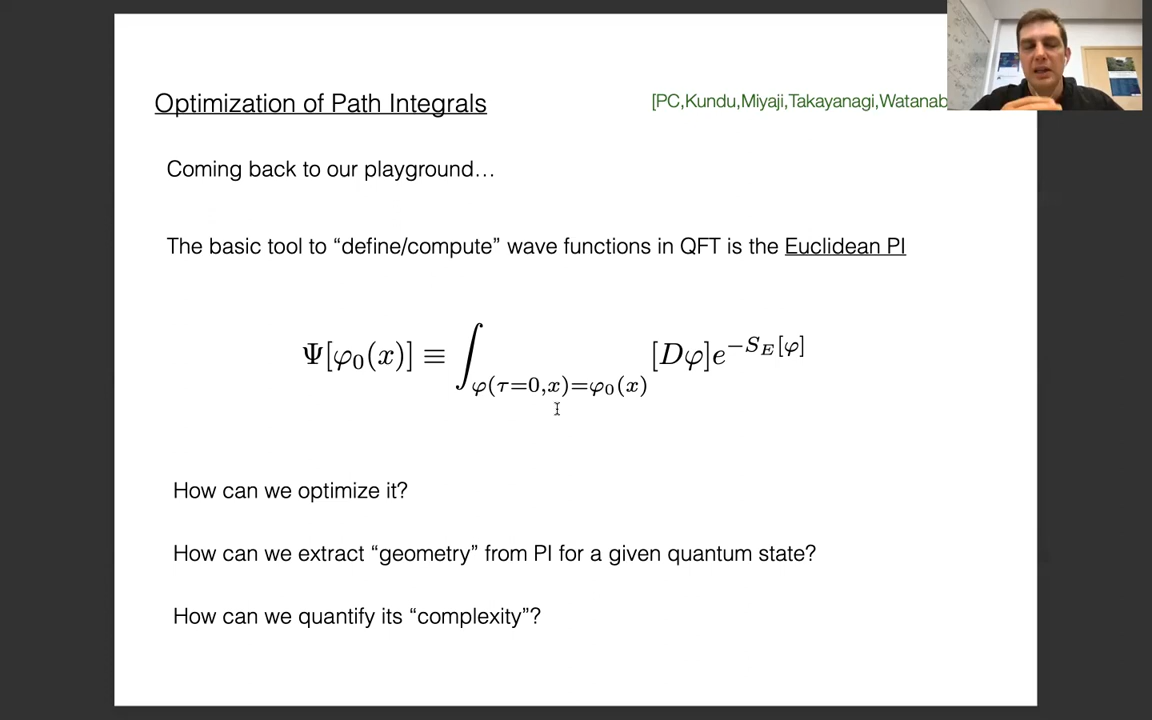 Optimization of Path Integrals
[PC,Kundu,Miyaji,Takayanagi,Watanab
Coming back to our playground…
The basic tool to “define/compute” wave functions in QFT is the Euclidean PI
Ψ[φ₀(x)] ≡ ∫_{φ(τ=0,x)=φ₀(x)} [Dφ]e^{−S_E[φ]}
How can we optimize it?
How can we extract “geometry” from PI for a given quantum state?
How can we quantify its “complexity”?